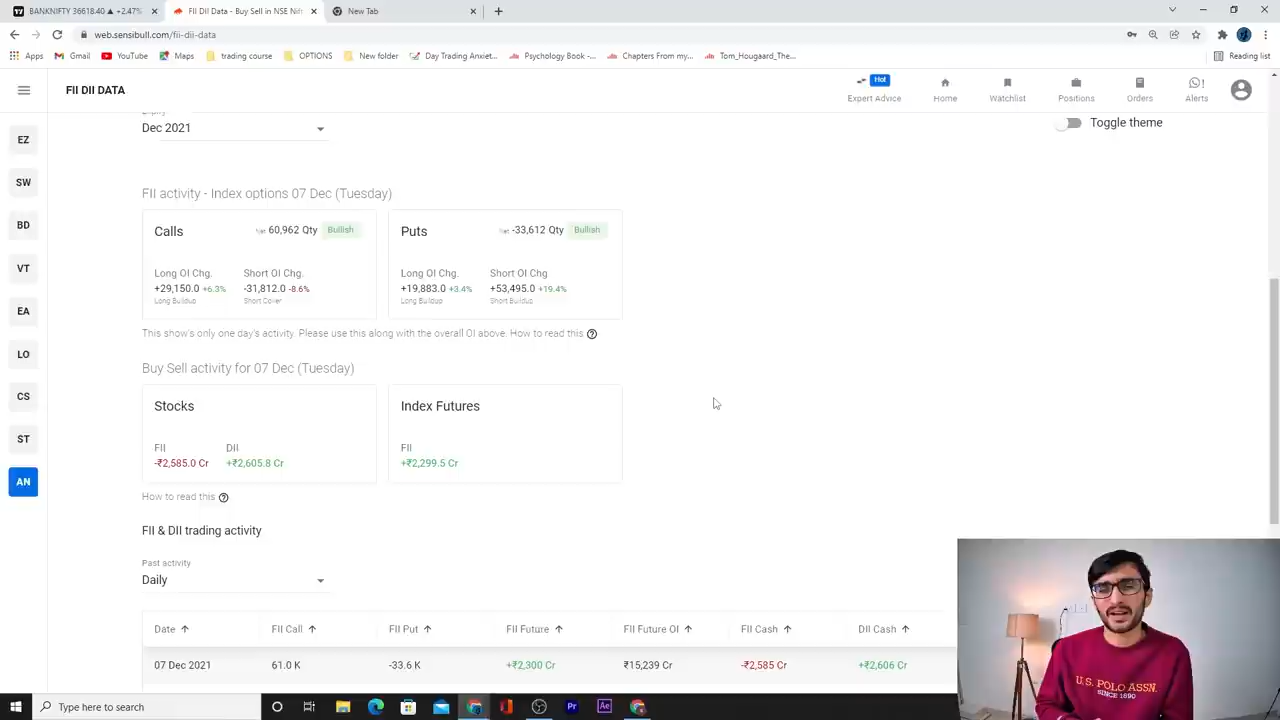 BANKNIFTY 36618.40 ▲ +2.47%
FII DII Data - Buy Sell in NSE Nif
New Tab
web.sensibull.com/fii-dii-data
Apps
Gmail
YouTube
Maps
trading course
OPTIONS
New folder
Day Trading Anxiet...
Psychology Book -...
Chapters From my...
Tom_Hougaard_The...
Reading list
FII DII DATA
Hot
Expert Advice
Home
Watchlist
Positions
Orders
Alerts
EZ
SW
BD
VT
EA
LO
CS
ST
AN
Expiry
Dec 2021
Toggle theme
FII activity - Index options 07 Dec (Tuesday)
Calls
Net 60,962 Qty Bullish
Long OI Chg.
+29,150.0 +6.3%
Long Buildup
Short OI Chg.
-31,812.0 -8.6%
Short Cover
Puts
Net -33,612 Qty Bullish
Long OI Chg.
+19,883.0 +3.4%
Long Buildup
Short OI Chg
+53,495.0 +19.4%
Short Buildup
This show's only one day's activity. Please use this along with the overall OI above. How to read this
Buy Sell activity for 07 Dec (Tuesday)
Stocks
FII
-₹2,585.0 Cr
DII
+₹2,605.8 Cr
Index Futures
FII
+₹2,299.5 Cr
How to read this
FII & DII trading activity
Past activity
Daily
Date FII Call FII Put FII Future FII Future OI FII Cash DII Cash
07 Dec 2021 61.0 K -33.6 K +₹2,300 Cr ₹15,239 Cr -₹2,585 Cr +₹2,606 Cr
U.S. POLO ASSN.
SINCE 1890
Type here to search